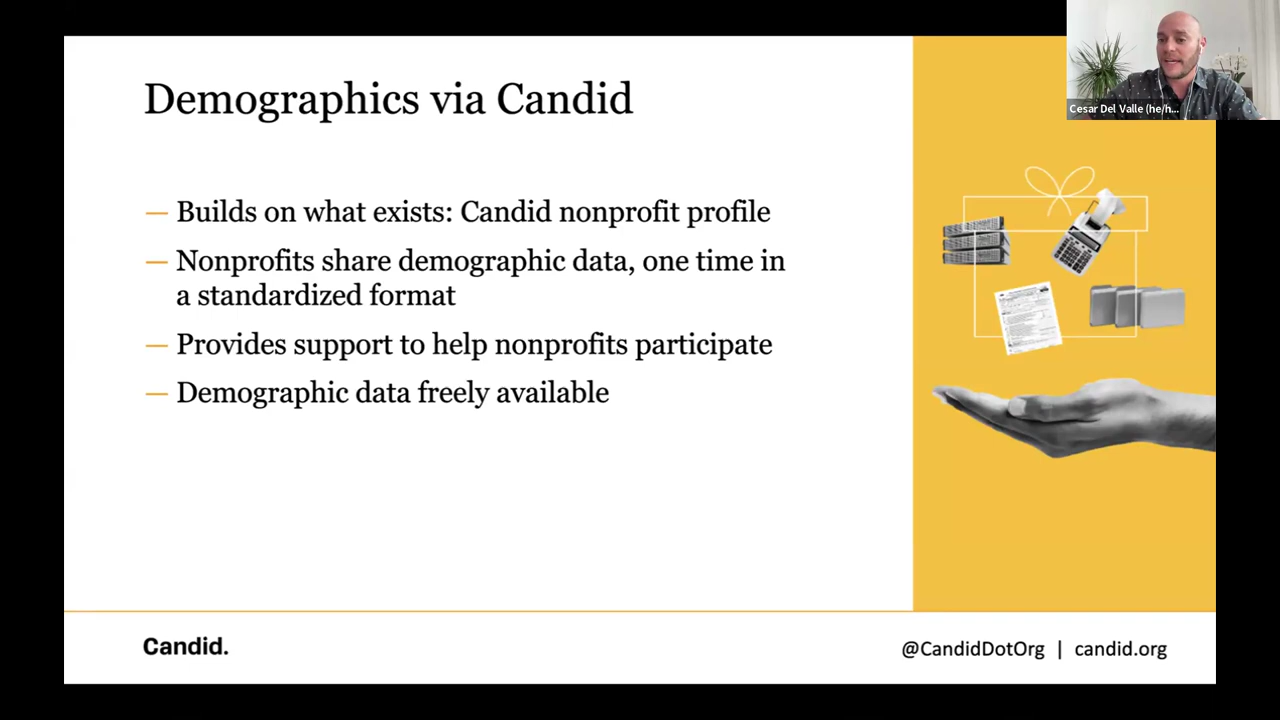 Demographics via Candid
— Builds on what exists: Candid nonprofit profile
— Nonprofits share demographic data, one time in
a standardized format
— Provides support to help nonprofits participate
— Demographic data freely available
Candid.
@CandidDotOrg | candid.org
Cesar Del Valle (he/h...